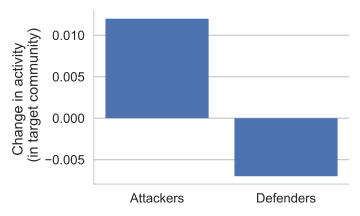 Change in activity
(in target community)
0.010
0.005
0.000
−0.005
Attackers
Defenders